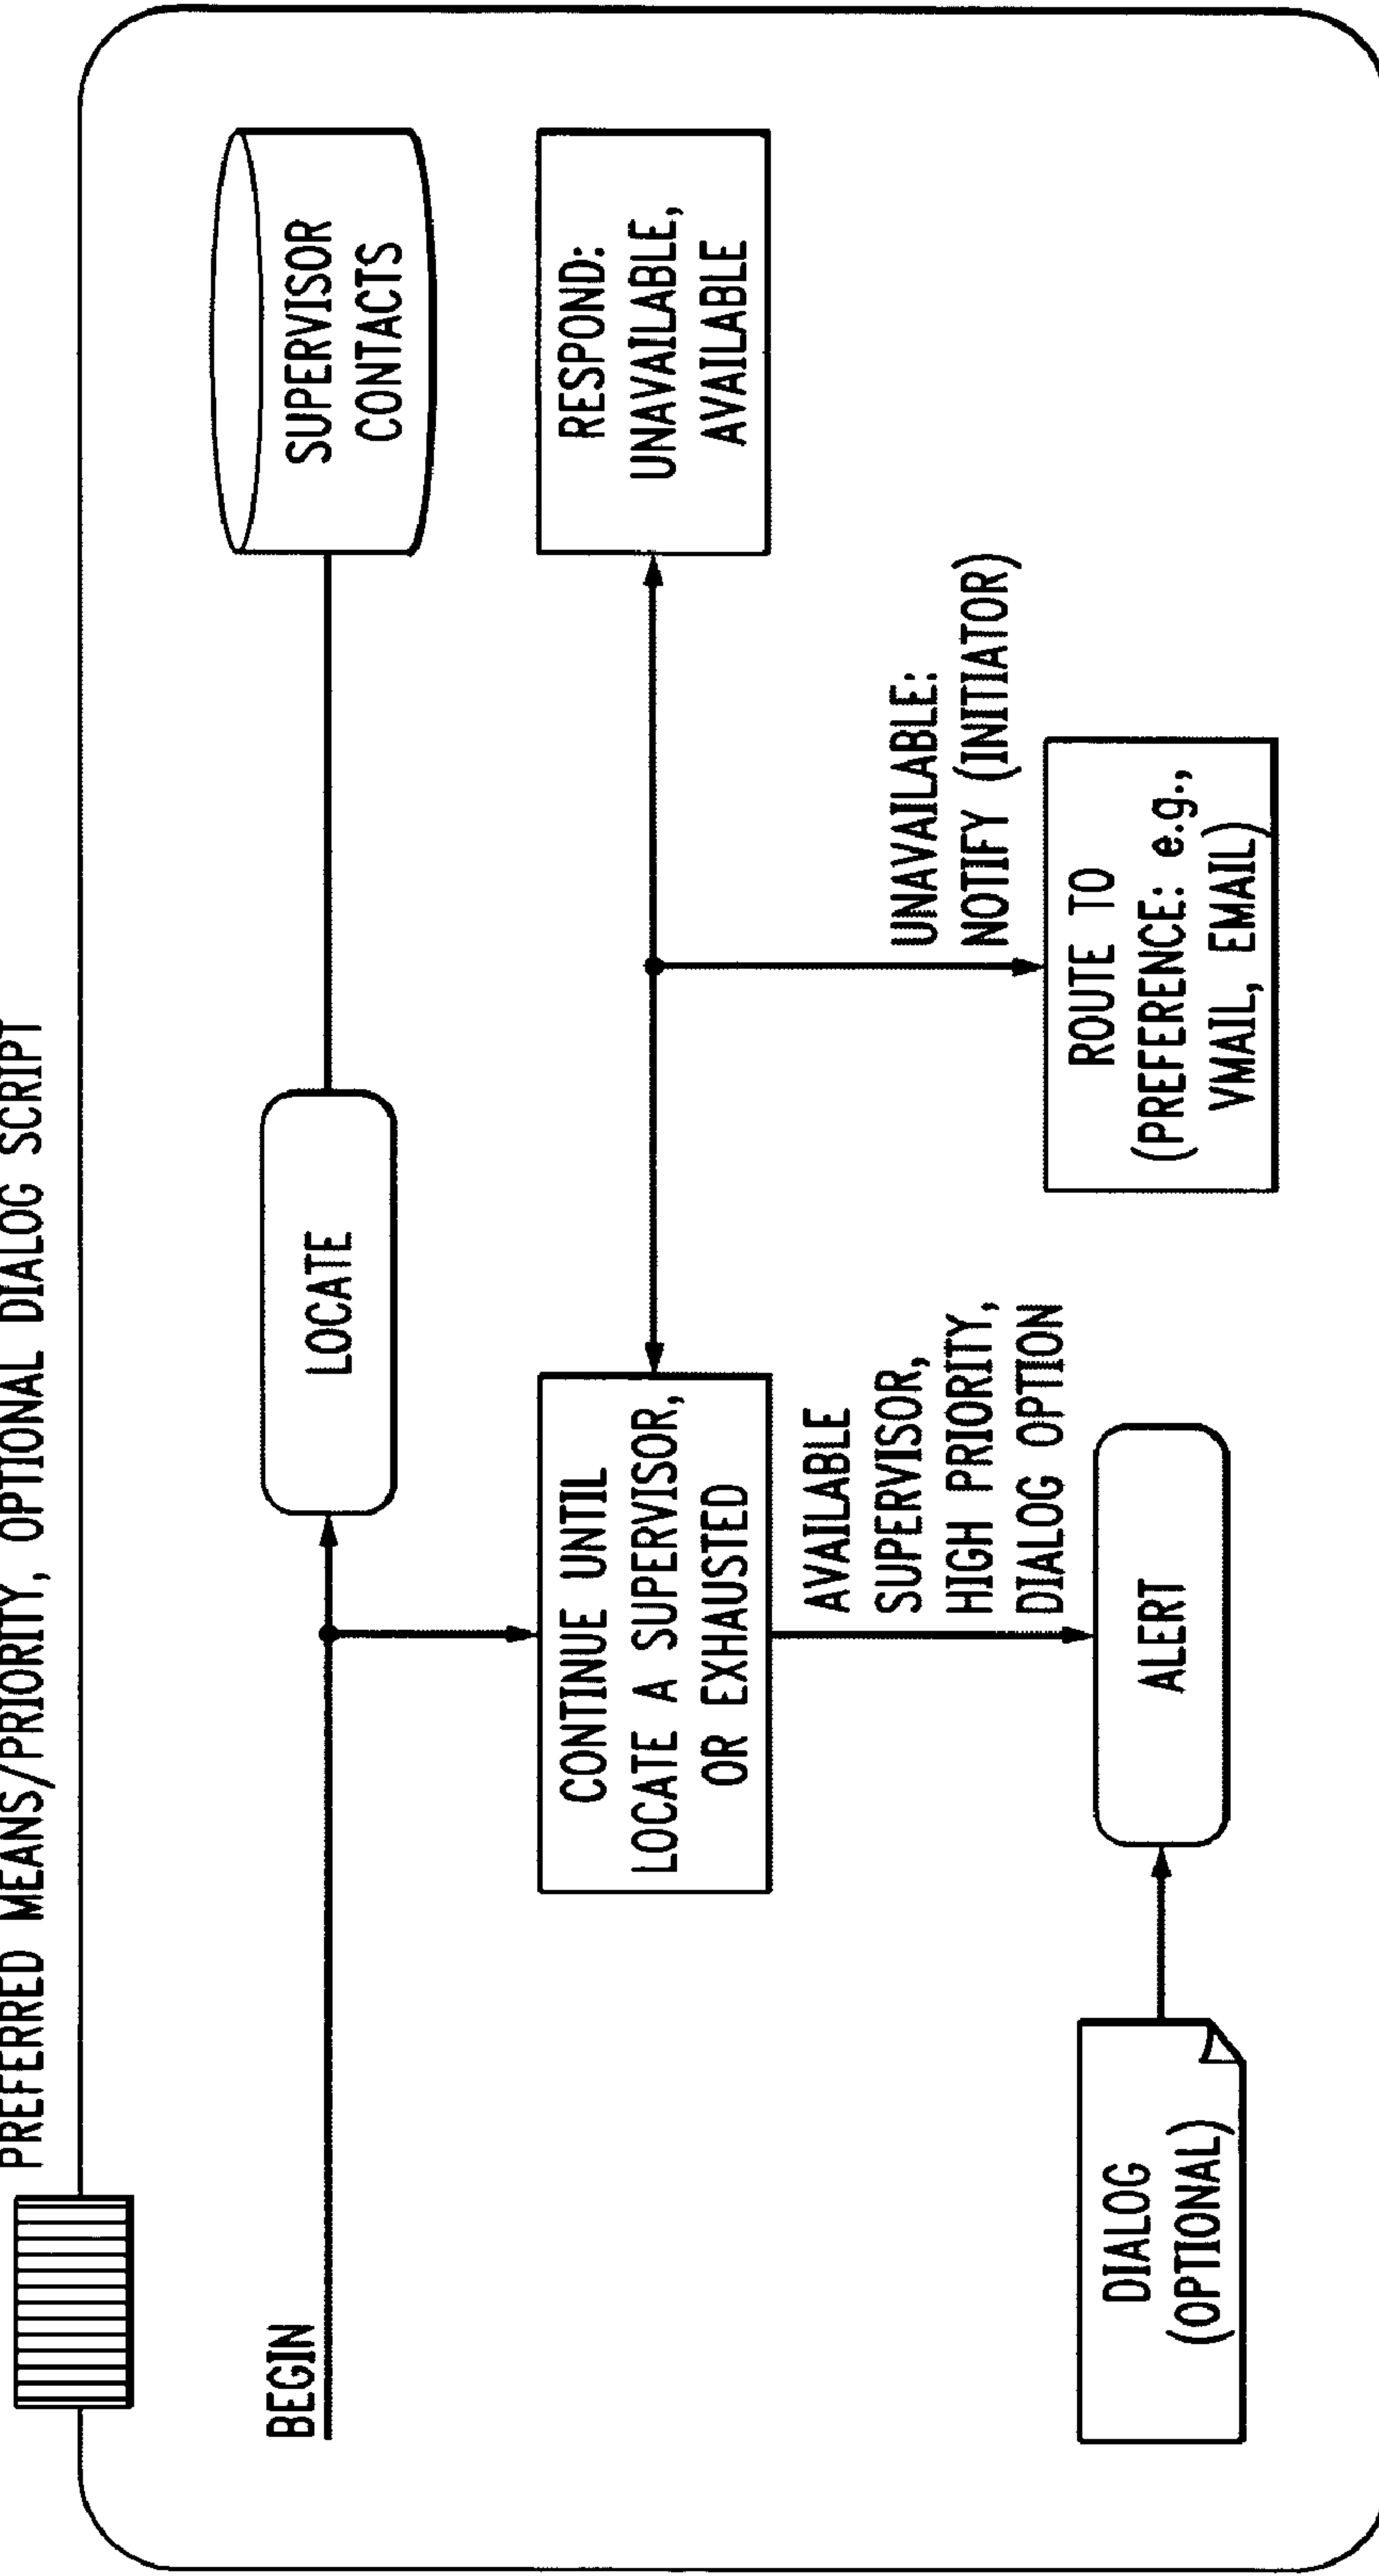 PREFERRED MEANS/PRIORITY, OPTIONAL DIALOG SCRIPT
BEGIN
LOCATE
SUPERVISOR
CONTACTS
CONTINUE UNTIL
LOCATE A SUPERVISOR,
OR EXHAUSTED
RESPOND:
UNAVAILABLE,
AVAILABLE
AVAILABLE
SUPERVISOR,
HIGH PRIORITY,
DIALOG OPTION
UNAVAILABLE:
NOTIFY (INITIATOR)
DIALOG
(OPTIONAL)
ALERT
ROUTE TO
(PREFERENCE: e.g.,
VMAIL, EMAIL)